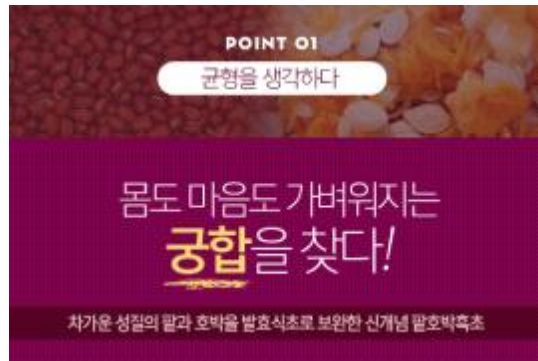 POINT 01
균형을 생각하다
몸도 마음도 가벼워지는
궁합을 찾다!
차가운 성질의 팥과 호박을 발효식초로 보완한 신개념 팥호박흑초